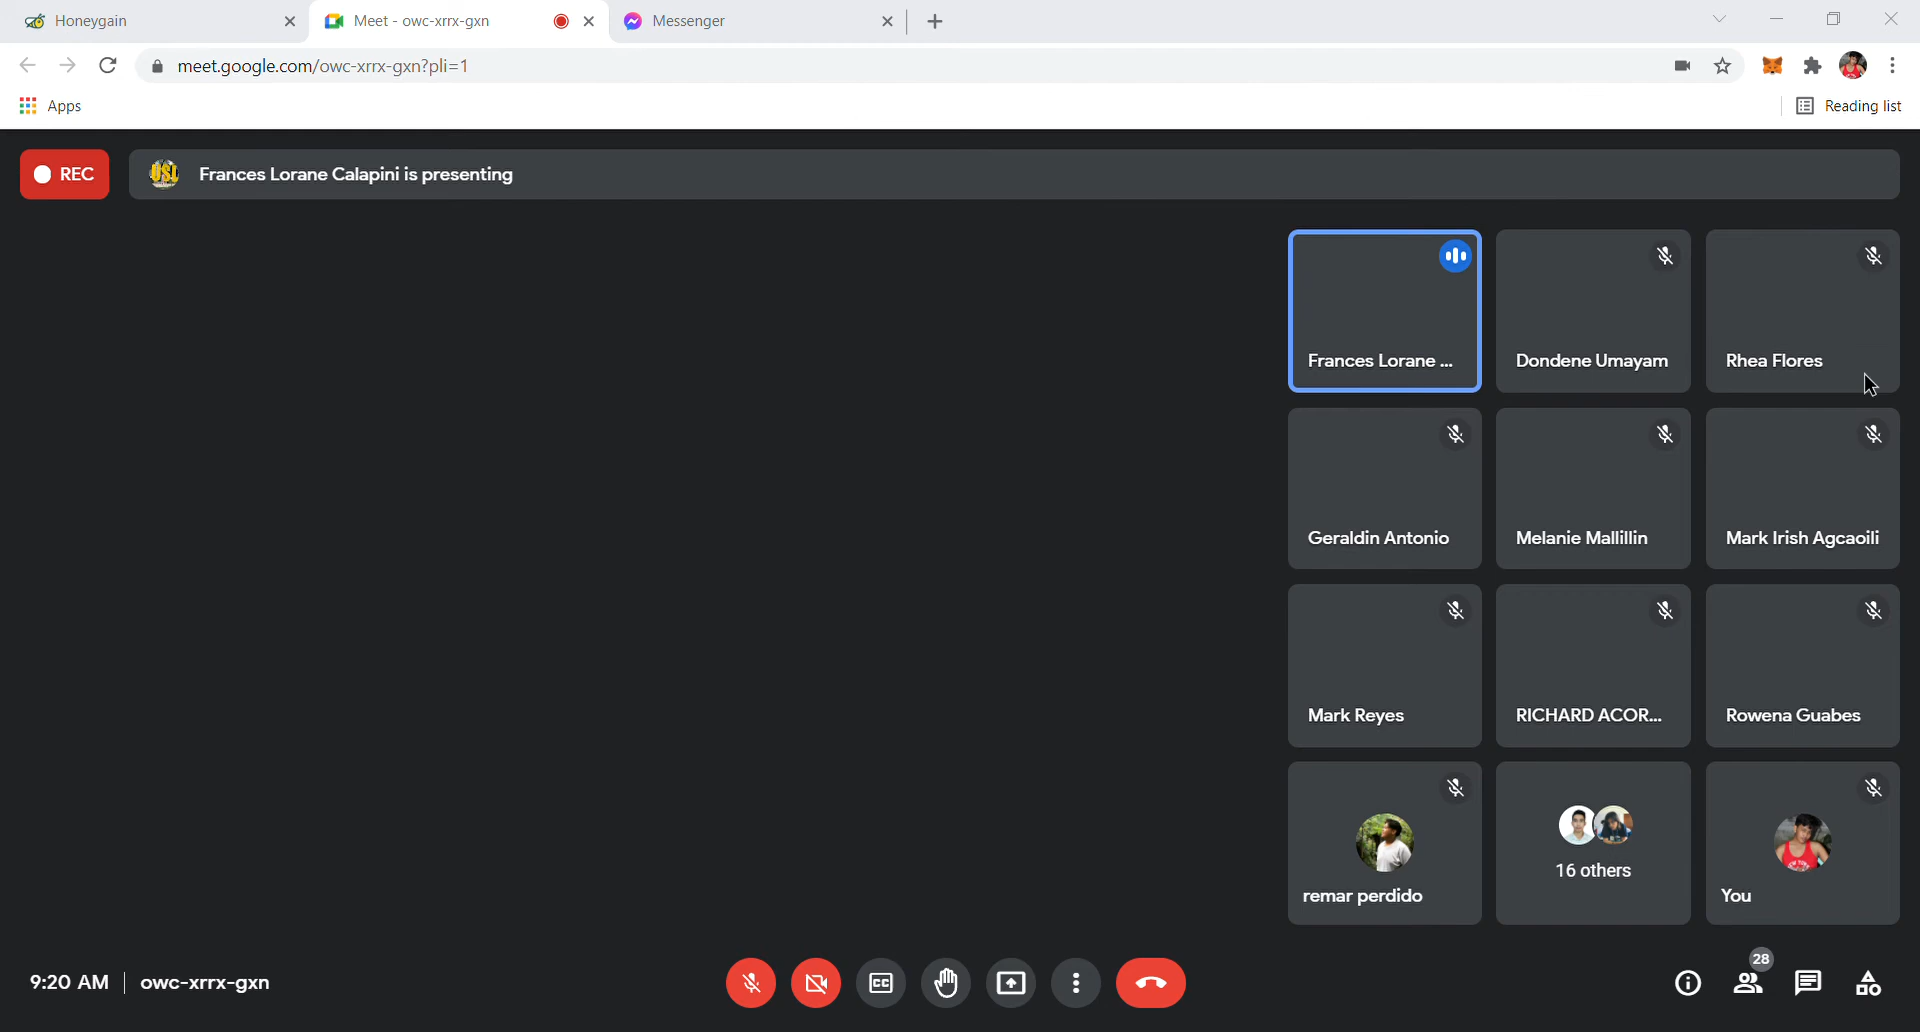 Honeygain
Meet - owc-xrrx-gxn
Messenger
meet.google.com/owc-xrrx-gxn?pli=1
Apps
Reading list
REC
USL
Frances Lorane Calapini is presenting
Frances Lorane ...
Dondene Umayam
Rhea Flores
Geraldin Antonio
Melanie Mallillin
Mark Irish Agcaoili
Mark Reyes
RICHARD ACOR...
Rowena Guabes
remar perdido
16 others
You
9:20 AM
owc-xrrx-gxn
CC
28